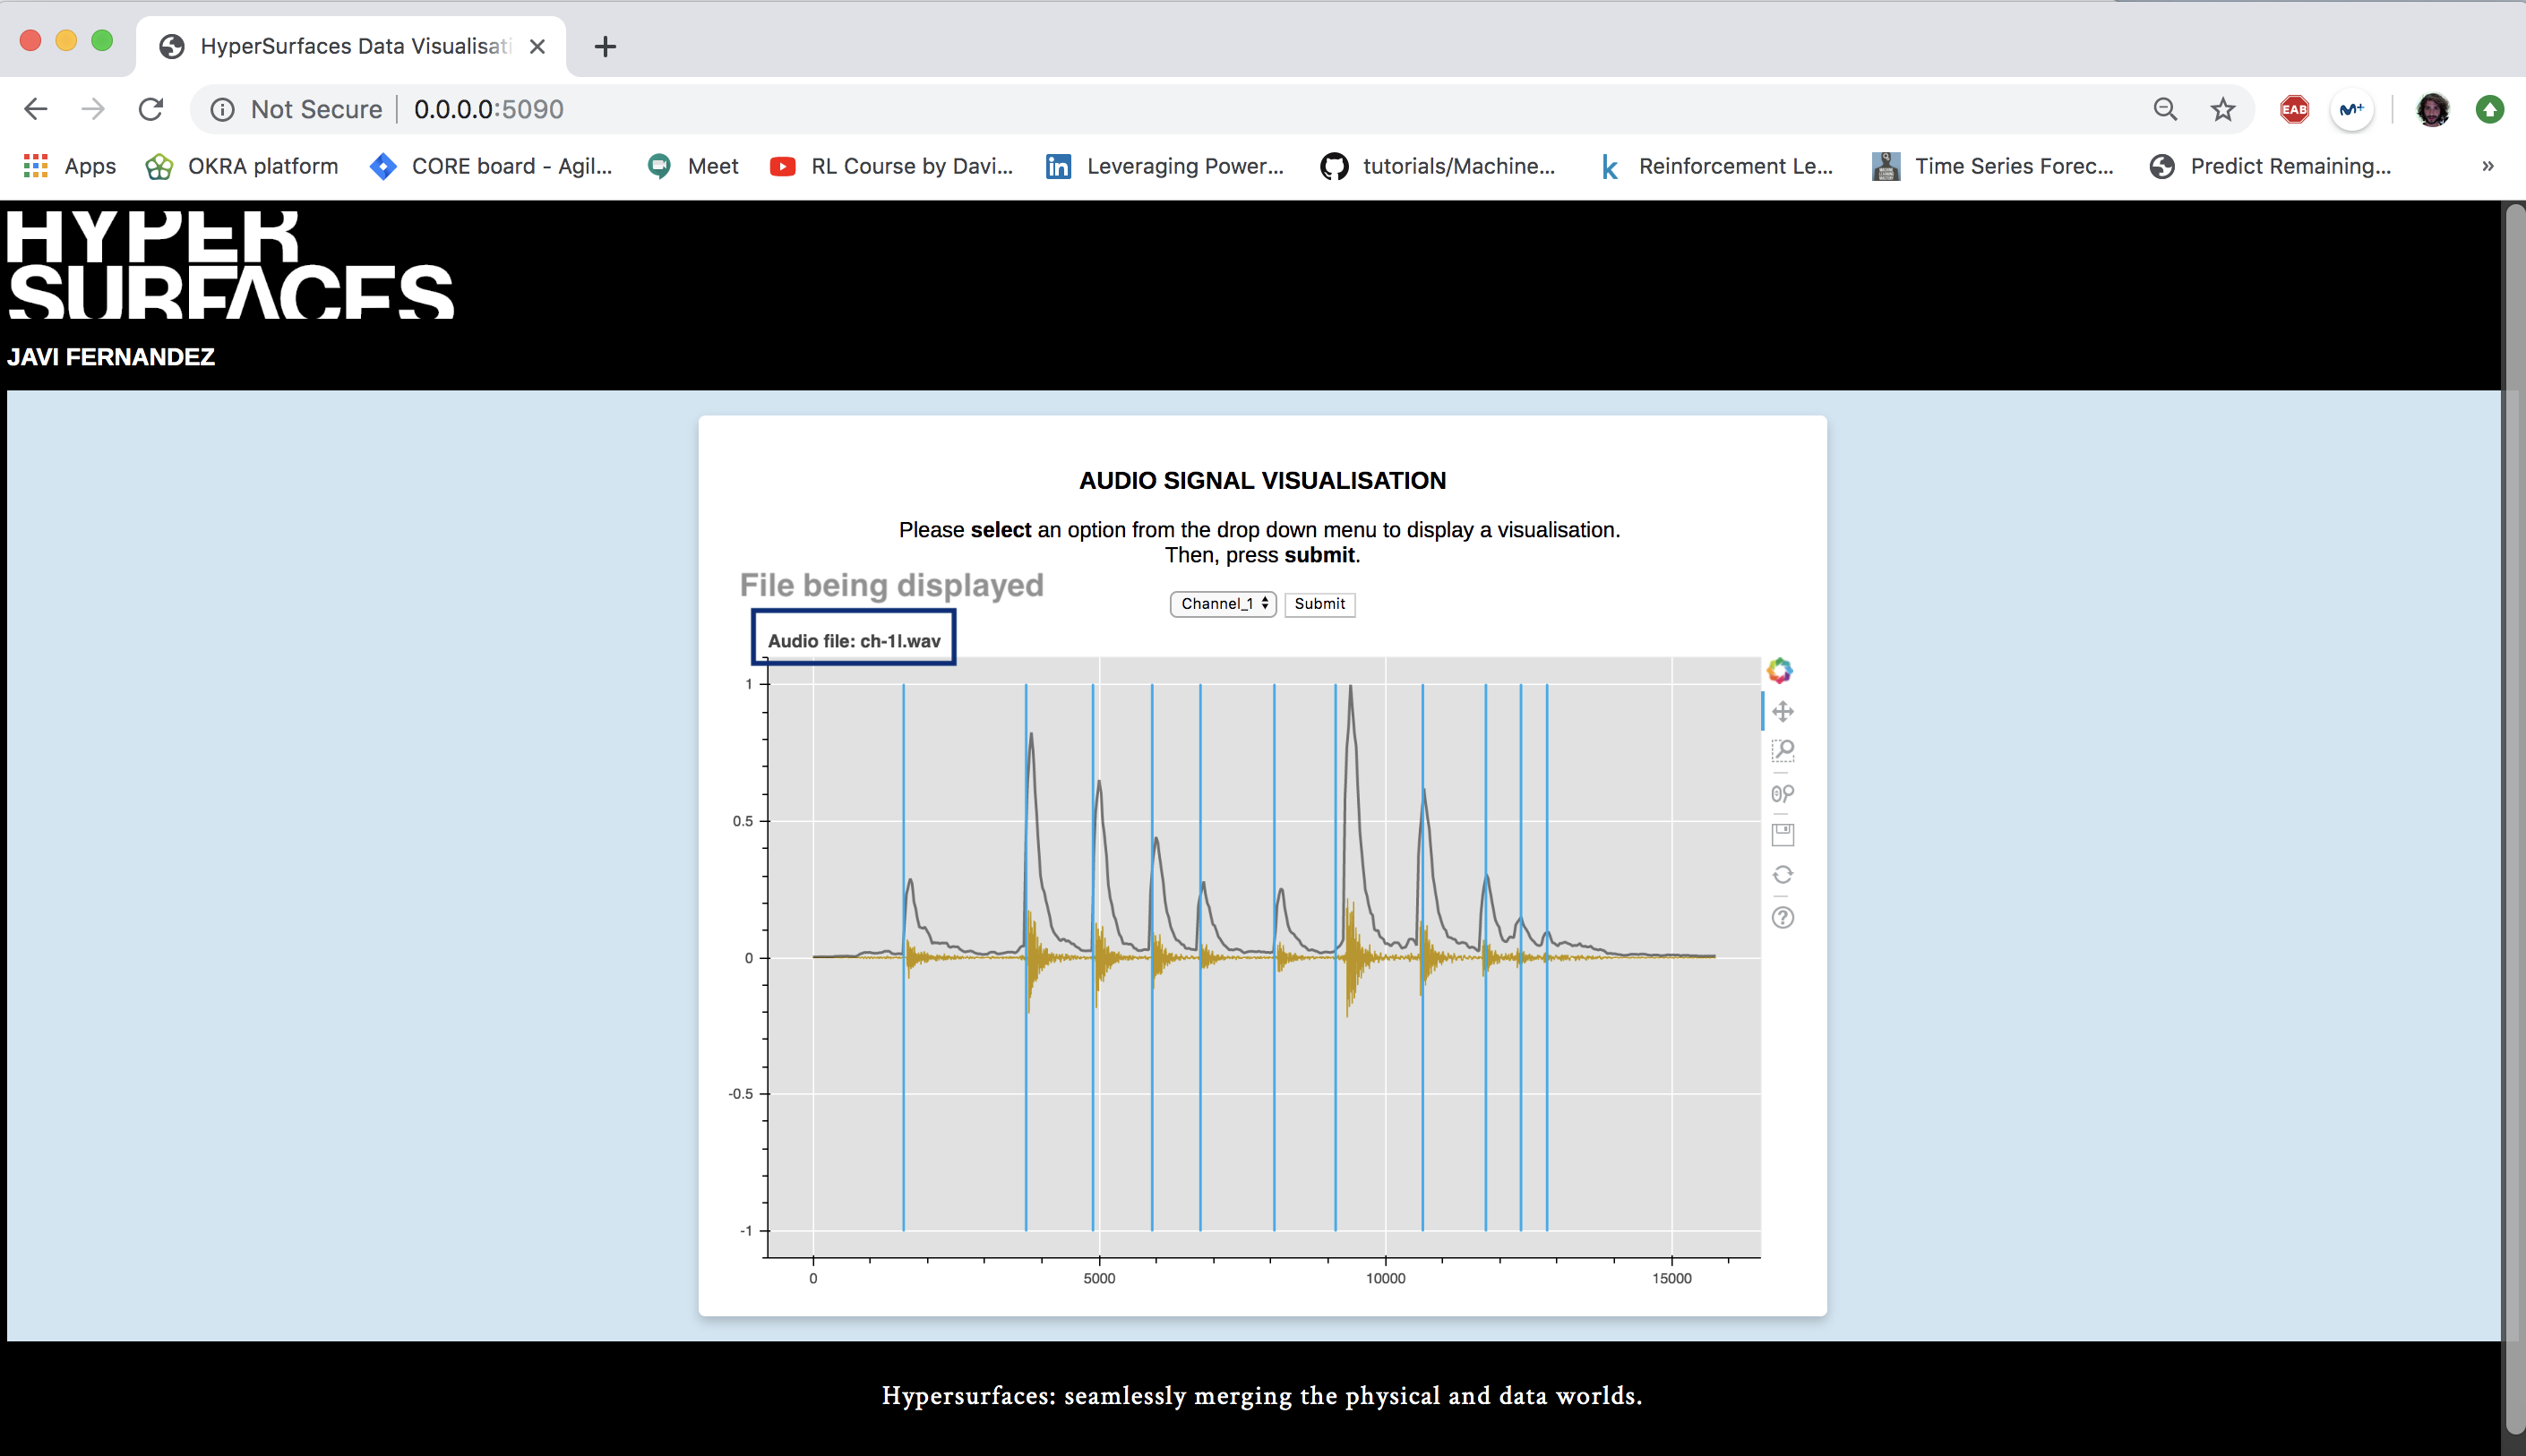 HyperSurfaces Data Visualisati
Not Secure 0.0.0.0:5090
EAB
M+
Apps OKRA platform CORE board - Agil... Meet RL Course by Davi... Leveraging Power... tutorials/Machine... Reinforcement Le... Time Series Forec... Predict Remaining... »
HYPER
SURFACES
JAVI FERNANDEZ
AUDIO SIGNAL VISUALISATION
Please select an option from the drop down menu to display a visualisation.
Then, press submit.
File being displayed
Channel_1 Submit
Audio file: ch-1l.wav
1
0.5
0
-0.5
-1
0 5000 10000 15000
Hypersurfaces: seamlessly merging the physical and data worlds.